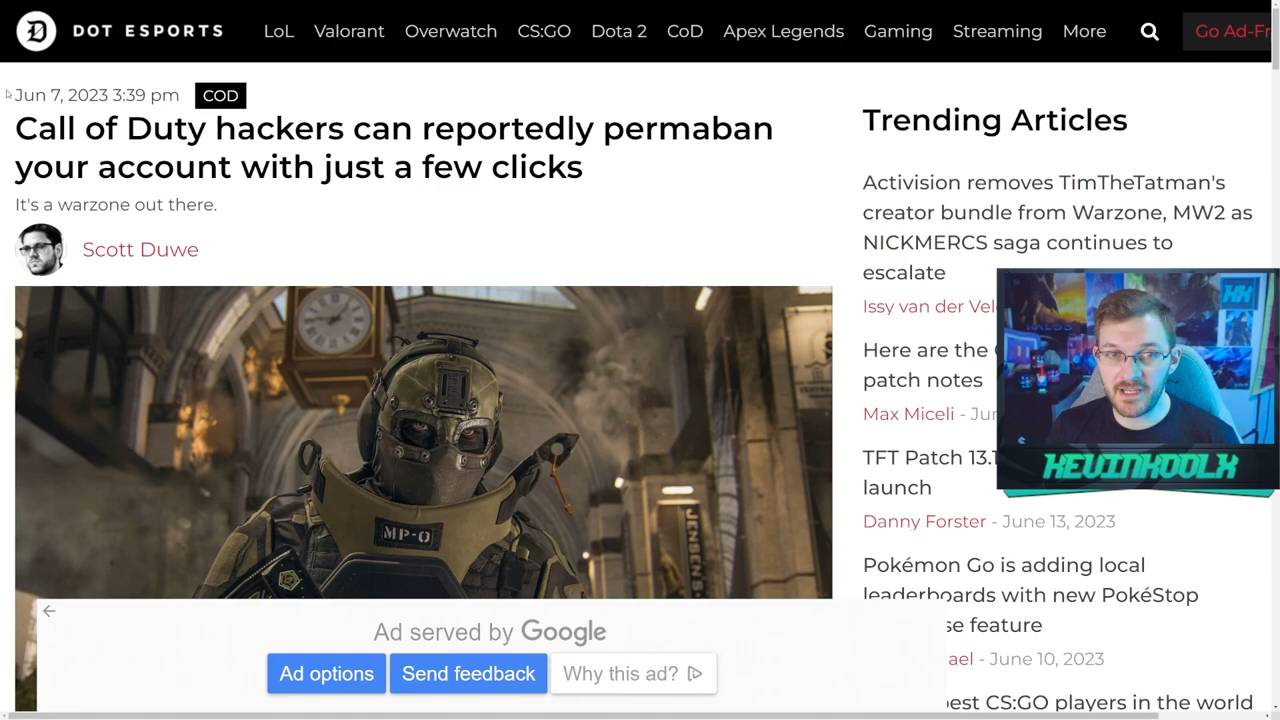 DOT ESPORTS
LoL Valorant Overwatch CS:GO Dota 2 CoD Apex Legends Gaming Streaming More
Jun 7, 2023 3:39 pm COD
Call of Duty hackers can reportedly permaban
your account with just a few clicks
It's a warzone out there.
Scott Duwe
MP-O
JENSEN
Ad served by Google
Ad options Send feedback Why this ad?
Trending Articles
Activision removes TimTheTatman's
creator bundle from Warzone, MW2 as
NICKMERCS saga continues to
escalate
Issy van der
Here are the
patch notes
Max Miceli
TFT Patch
launch
Danny Forster - June 13, 2023
Pokémon Go is adding local
leaderboards with new PokéStop
feature
- June 10, 2023
CS:GO players in the world
KEVINKOOLX